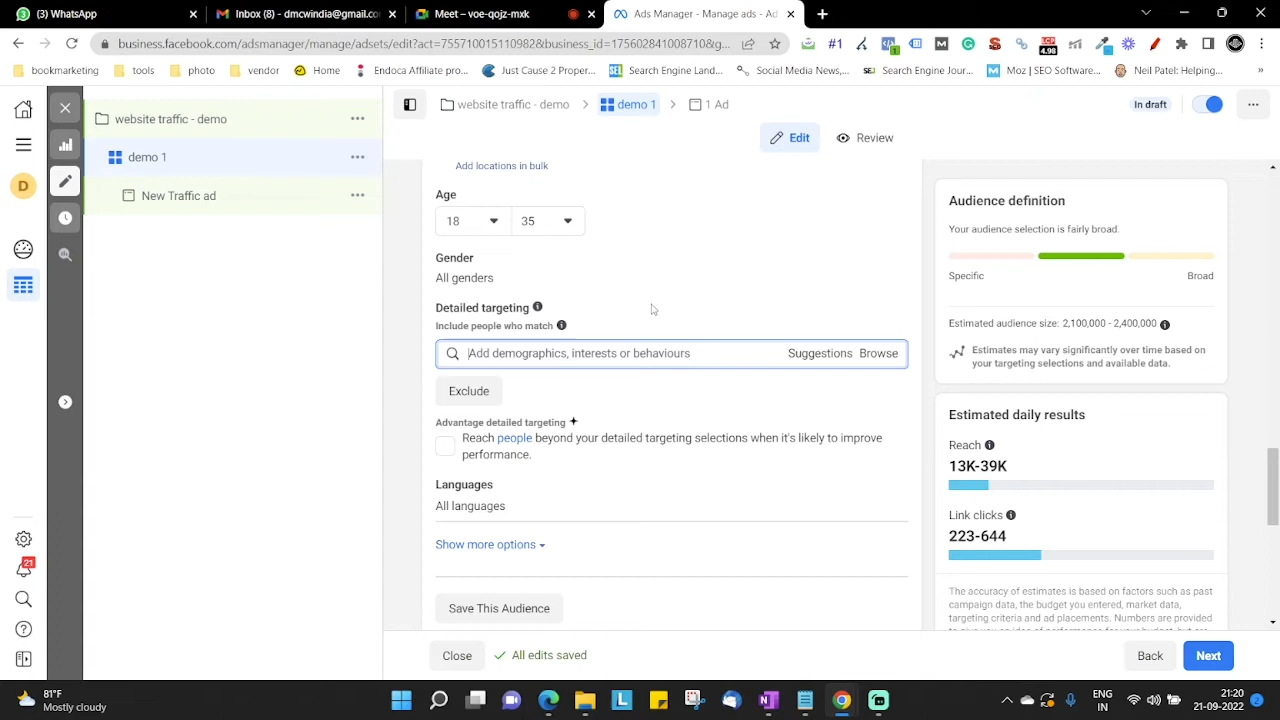 WhatsApp
Inbox (8) - dmcwindia@gmail.co
Meet – voe-qojz-mxk
Ads Manager - Manage ads - Ad
business.facebook.com/adsmanager/manage/adsets/edit?act=755710015110982&business_id=175602841008710&g...
#1
bookmarketing
tools
photo
vendor
Home
Endoca Affiliate pro...
Just Cause 2 Proper...
Search Engine Land...
Social Media News,...
Search Engine Jour...
Moz | SEO Software...
Neil Patel: Helping...
website traffic - demo
demo 1
New Traffic ad
D
website traffic - demo
demo 1
1 Ad
In draft
Edit
Review
Add locations in bulk
Age
18
35
Gender
All genders
Detailed targeting
Include people who match
Add demographics, interests or behaviours
Suggestions
Browse
Exclude
Advantage detailed targeting
Reach people beyond your detailed targeting selections when it's likely to improve
performance.
Languages
All languages
Show more options
Save This Audience
Close
All edits saved
Back
Next
Audience definition
Your audience selection is fairly broad.
Specific
Broad
Estimated audience size: 2,100,000 - 2,400,000
Estimates may vary significantly over time based on
your targeting selections and available data.
Estimated daily results
Reach
13K-39K
Link clicks
223-644
The accuracy of estimates is based on factors such as past
campaign data, the budget you entered, market data,
targeting criteria and ad placements. Numbers are provided
21
81°F
Mostly cloudy
ENG
IN
21:20
21-09-2022
2